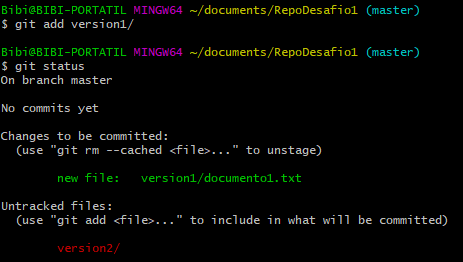 Bibi@BIBI-PORTATIL MINGW64 ~/documents/RepoDesafio1 (master)
$ git add version1/
Bibi@BIBI-PORTATIL MINGW64 ~/documents/RepoDesafio1 (master)
$ git status
On branch master
No commits yet
Changes to be committed:
(use "git rm --cached <file>..." to unstage)
new file:   version1/documento1.txt
Untracked files:
(use "git add <file>..." to include in what will be committed)
version2/